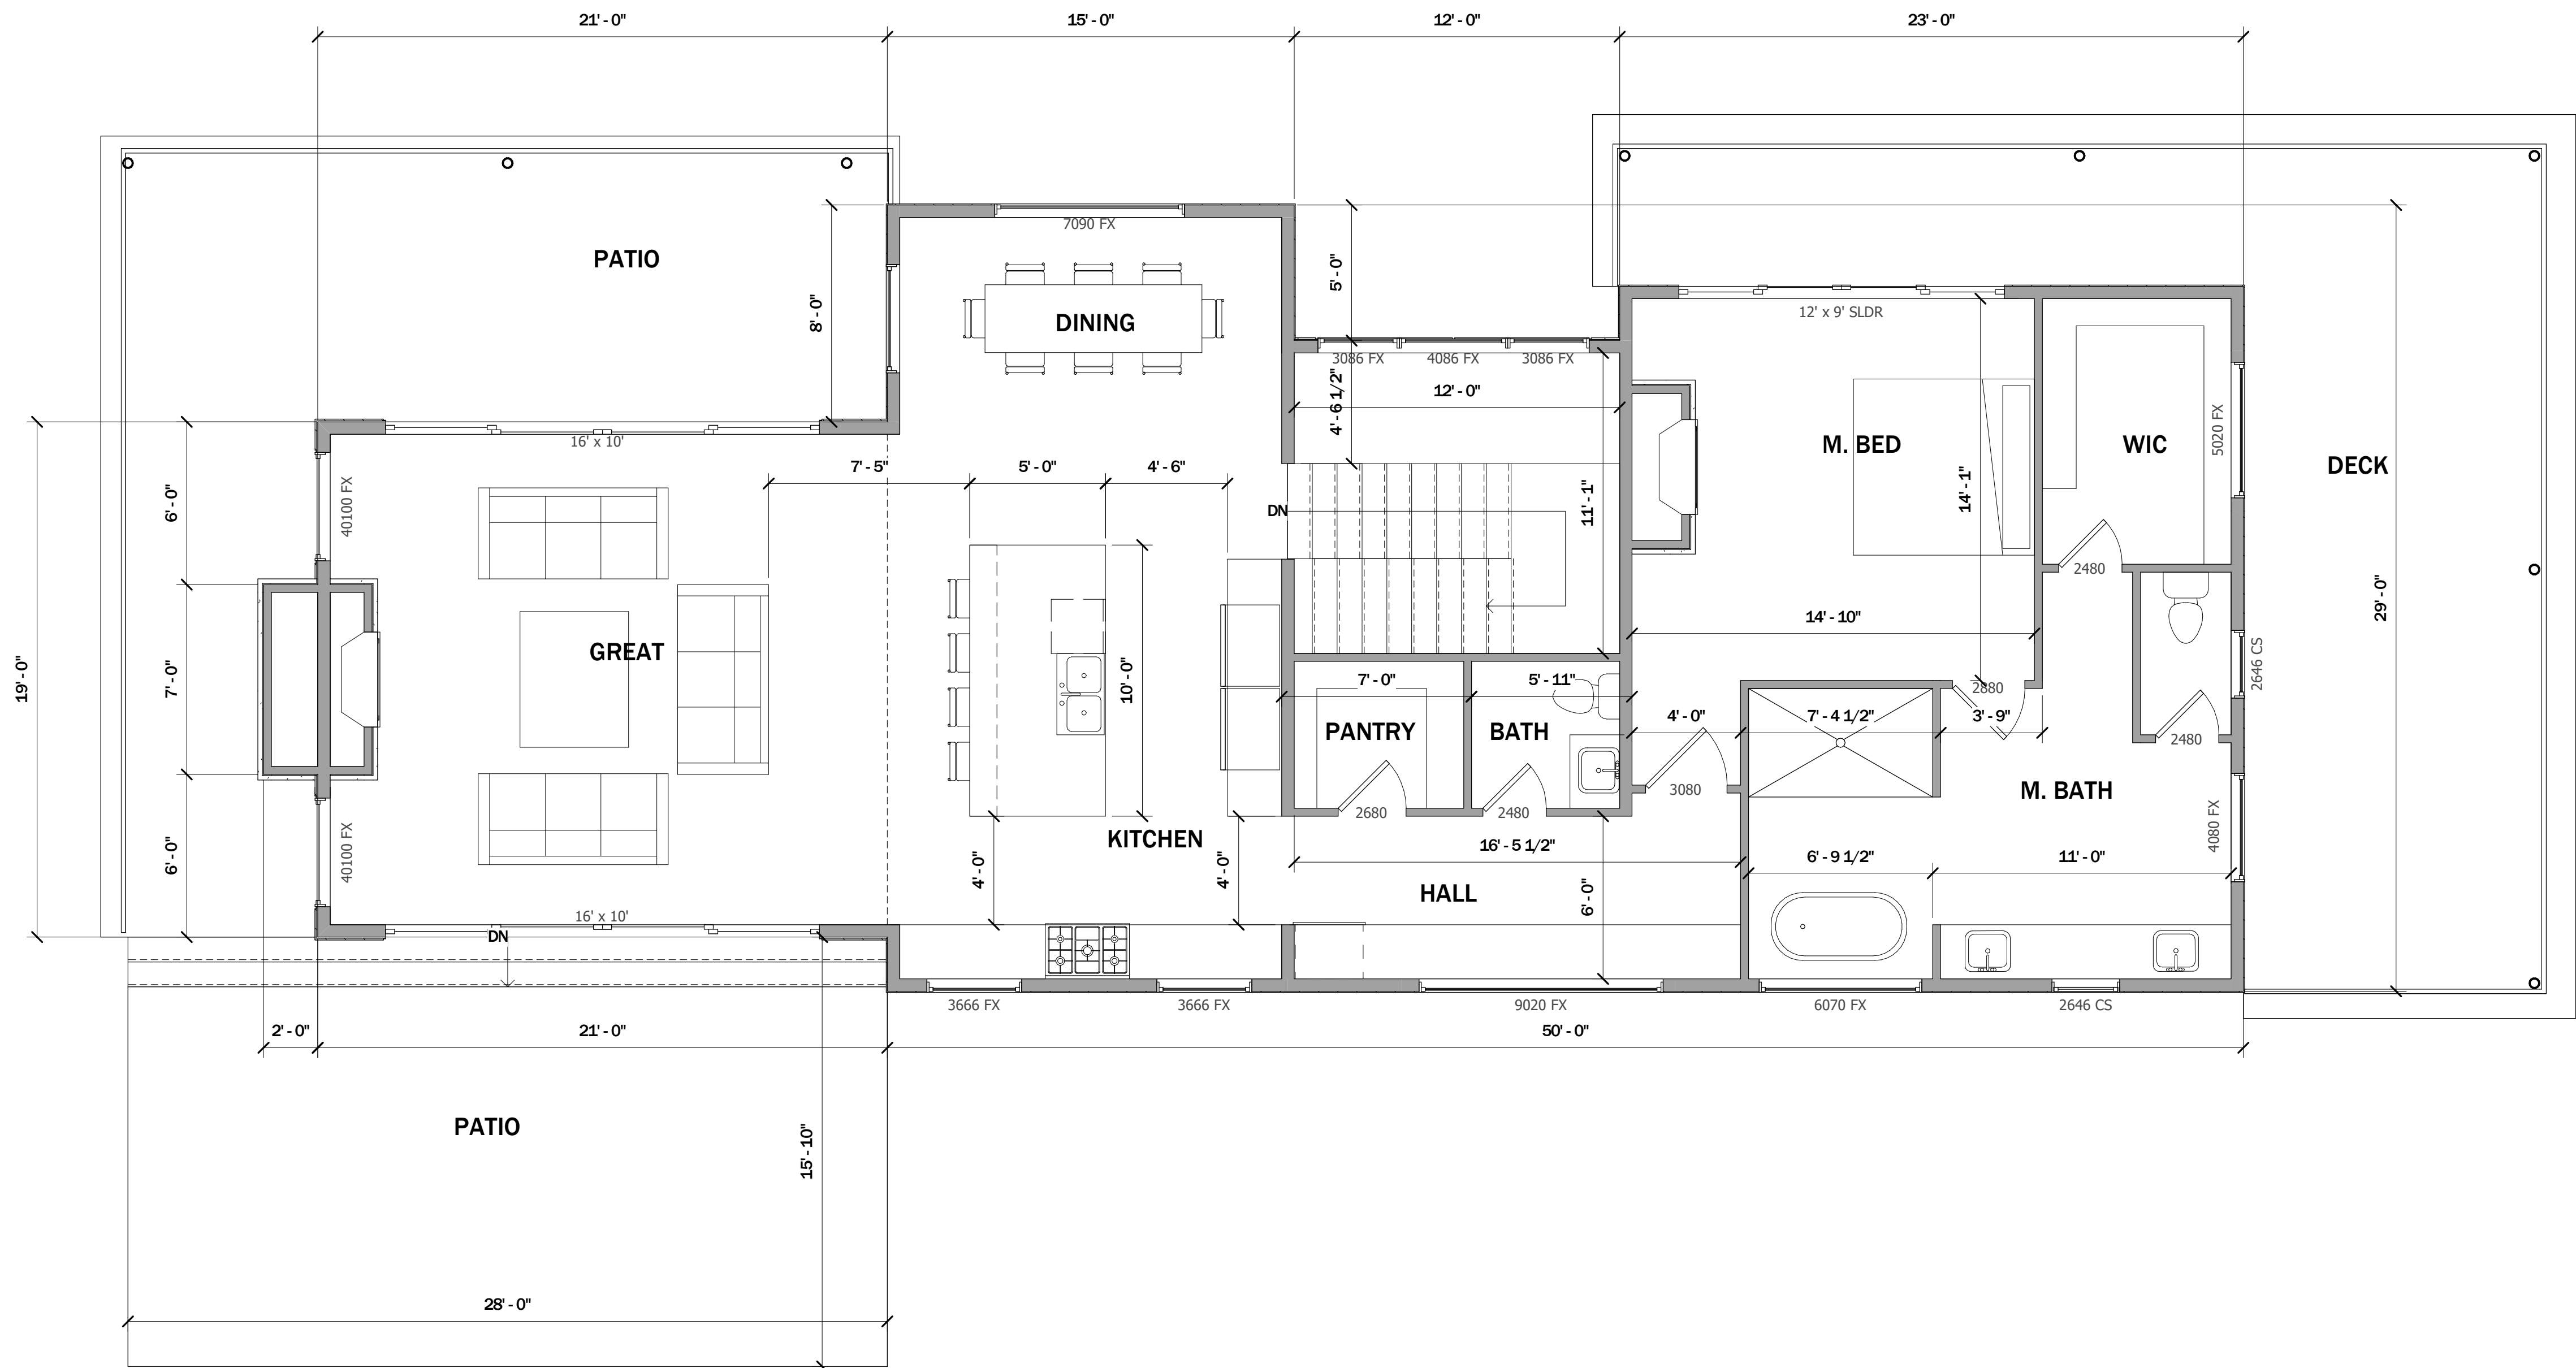 21' - 0"
15' - 0"
12' - 0"
23' - 0"
7090 FX
PATIO
5' - 0"
8' - 0"
DINING
12' x 9' SLDR
3086 FX
4086 FX
3086 FX
12' - 0"
4' - 6 1/2"
16' x 10'
M. BED
WIC
5020 FX
DECK
7' - 5"
5' - 0"
4' - 6"
6' - 0"
40100 FX
DN
11' - 1"
14' - 1"
2480
29' - 0"
14' - 10"
GREAT
19' - 0"
7' - 0"
10' - 0"
7' - 0"
5' - 11"
2880
2646 CS
4' - 0"
7' - 4 1/2"
3' - 9"
PANTRY
BATH
2480
3080
M. BATH
2680
2480
4080 FX
KITCHEN
16' - 5 1/2"
6' - 9 1/2"
11' - 0"
6' - 0"
40100 FX
4' - 0"
4' - 0"
HALL
6' - 0"
16' x 10'
DN
3666 FX
3666 FX
9020 FX
6070 FX
2646 CS
2' - 0"
21' - 0"
50' - 0"
PATIO
15' - 10"
28' - 0"